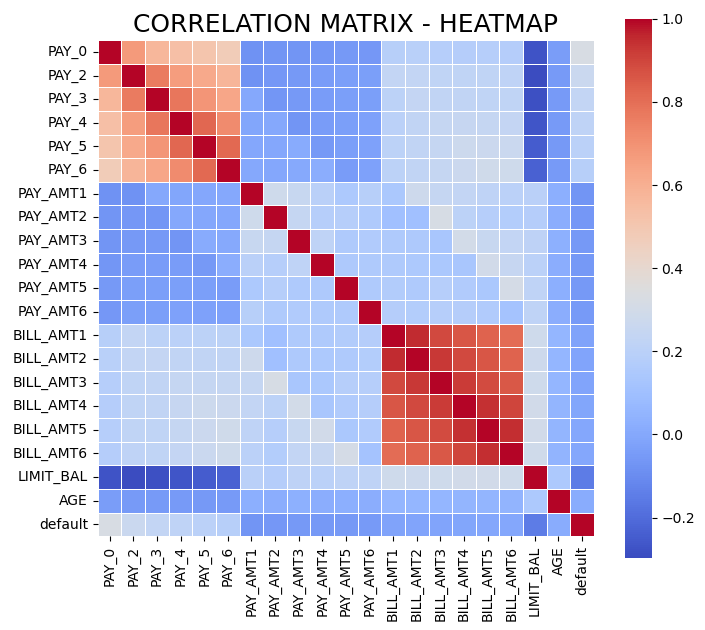 CORRELATION MATRIX - HEATMAP
PAY_0
PAY_2
PAY_3
PAY_4
PAY_5
PAY_6
PAY_AMT1
PAY_AMT2
PAY_AMT3
PAY_AMT4
PAY_AMT5
PAY_AMT6
BILL_AMT1
BILL_AMT2
BILL_AMT3
BILL_AMT4
BILL_AMT5
BILL_AMT6
LIMIT_BAL
AGE
default
PAY_0
PAY_2
PAY_3
PAY_4
PAY_5
PAY_6
PAY_AMT1
PAY_AMT2
PAY_AMT3
PAY_AMT4
PAY_AMT5
PAY_AMT6
BILL_AMT1
BILL_AMT2
BILL_AMT3
BILL_AMT4
BILL_AMT5
BILL_AMT6
LIMIT_BAL
AGE
default
1.0
0.8
0.6
0.4
0.2
0.0
−0.2